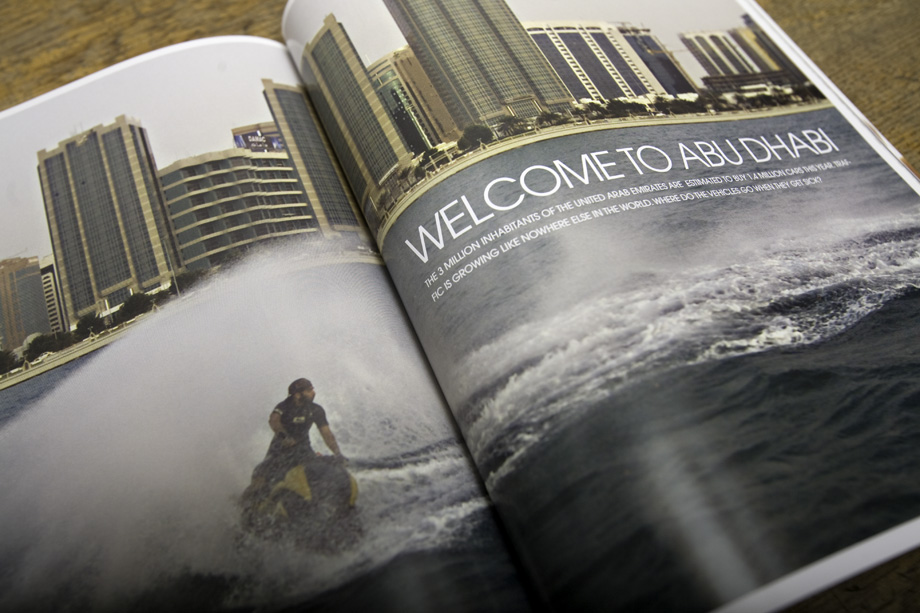 WELCOME TO ABU DHABI
THE 3 MILLION INHABITANTS OF THE UNITED ARAB EMIRATES ARE ESTIMATED TO BUY 1.4 MILLION CARS THIS YEAR. TRAF-
FIC IS GROWING LIKE NOWHERE ELSE IN THE WORLD. WHERE DO THE VEHICLES GO WHEN THEY GET SICK?